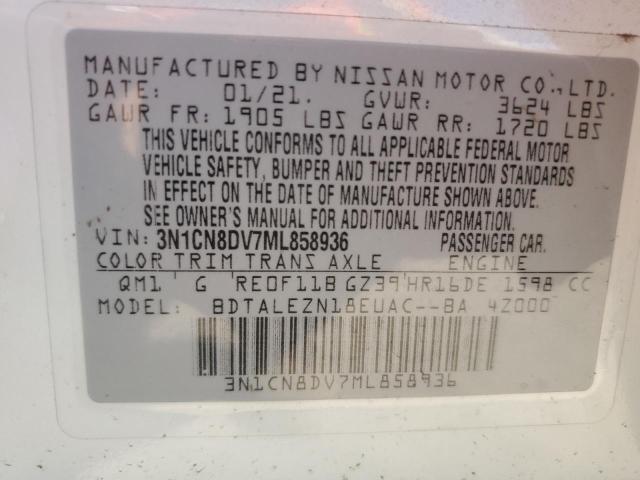 MANUFACTURED BY NISSAN MOTOR CO., LTD.
DATE: 01/21. GVWR: 3624 LBS
GAWR FR: 1905 LBS GAWR RR: 1720 LBS
THIS VEHICLE CONFORMS TO ALL APPLICABLE FEDERAL MOTOR
VEHICLE SAFETY, BUMPER AND THEFT PREVENTION STANDARDS
IN EFFECT ON THE DATE OF MANUFACTURE SHOWN ABOVE.
SEE OWNER'S MANUAL FOR ADDITIONAL INFORMATION.
VIN: 3N1CN8DV7ML858936 PASSENGER CAR.
COLOR TRIM TRANS AXLE ENGINE
QM1 G RE0F11B GZ39 HR16DE 1598 CC
MODEL: BDTALEZN18EUAC--BA 4Z000
3N1CN8DV7ML858936